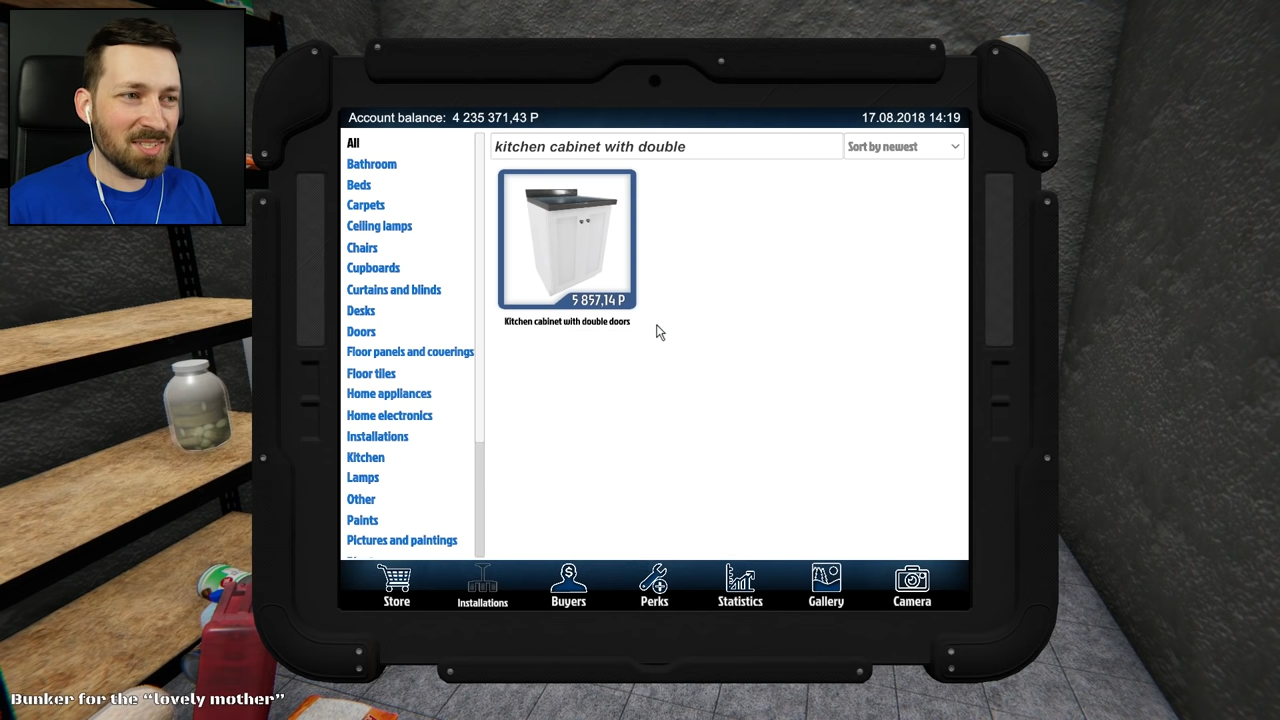 Account balance: 4 235 371,43 P
17.08.2018 14:19
All
Bathroom
Beds
Carpets
Ceiling lamps
Chairs
Cupboards
Curtains and blinds
Desks
Doors
Floor panels and coverings
Floor tiles
Home appliances
Home electronics
Installations
Kitchen
Lamps
Other
Paints
Pictures and paintings
kitchen cabinet with double
Sort by newest
5 857,14 P
Kitchen cabinet with double doors
Store
Installations
Buyers
Perks
Statistics
Gallery
Camera
Bunker for the “lovely mother”